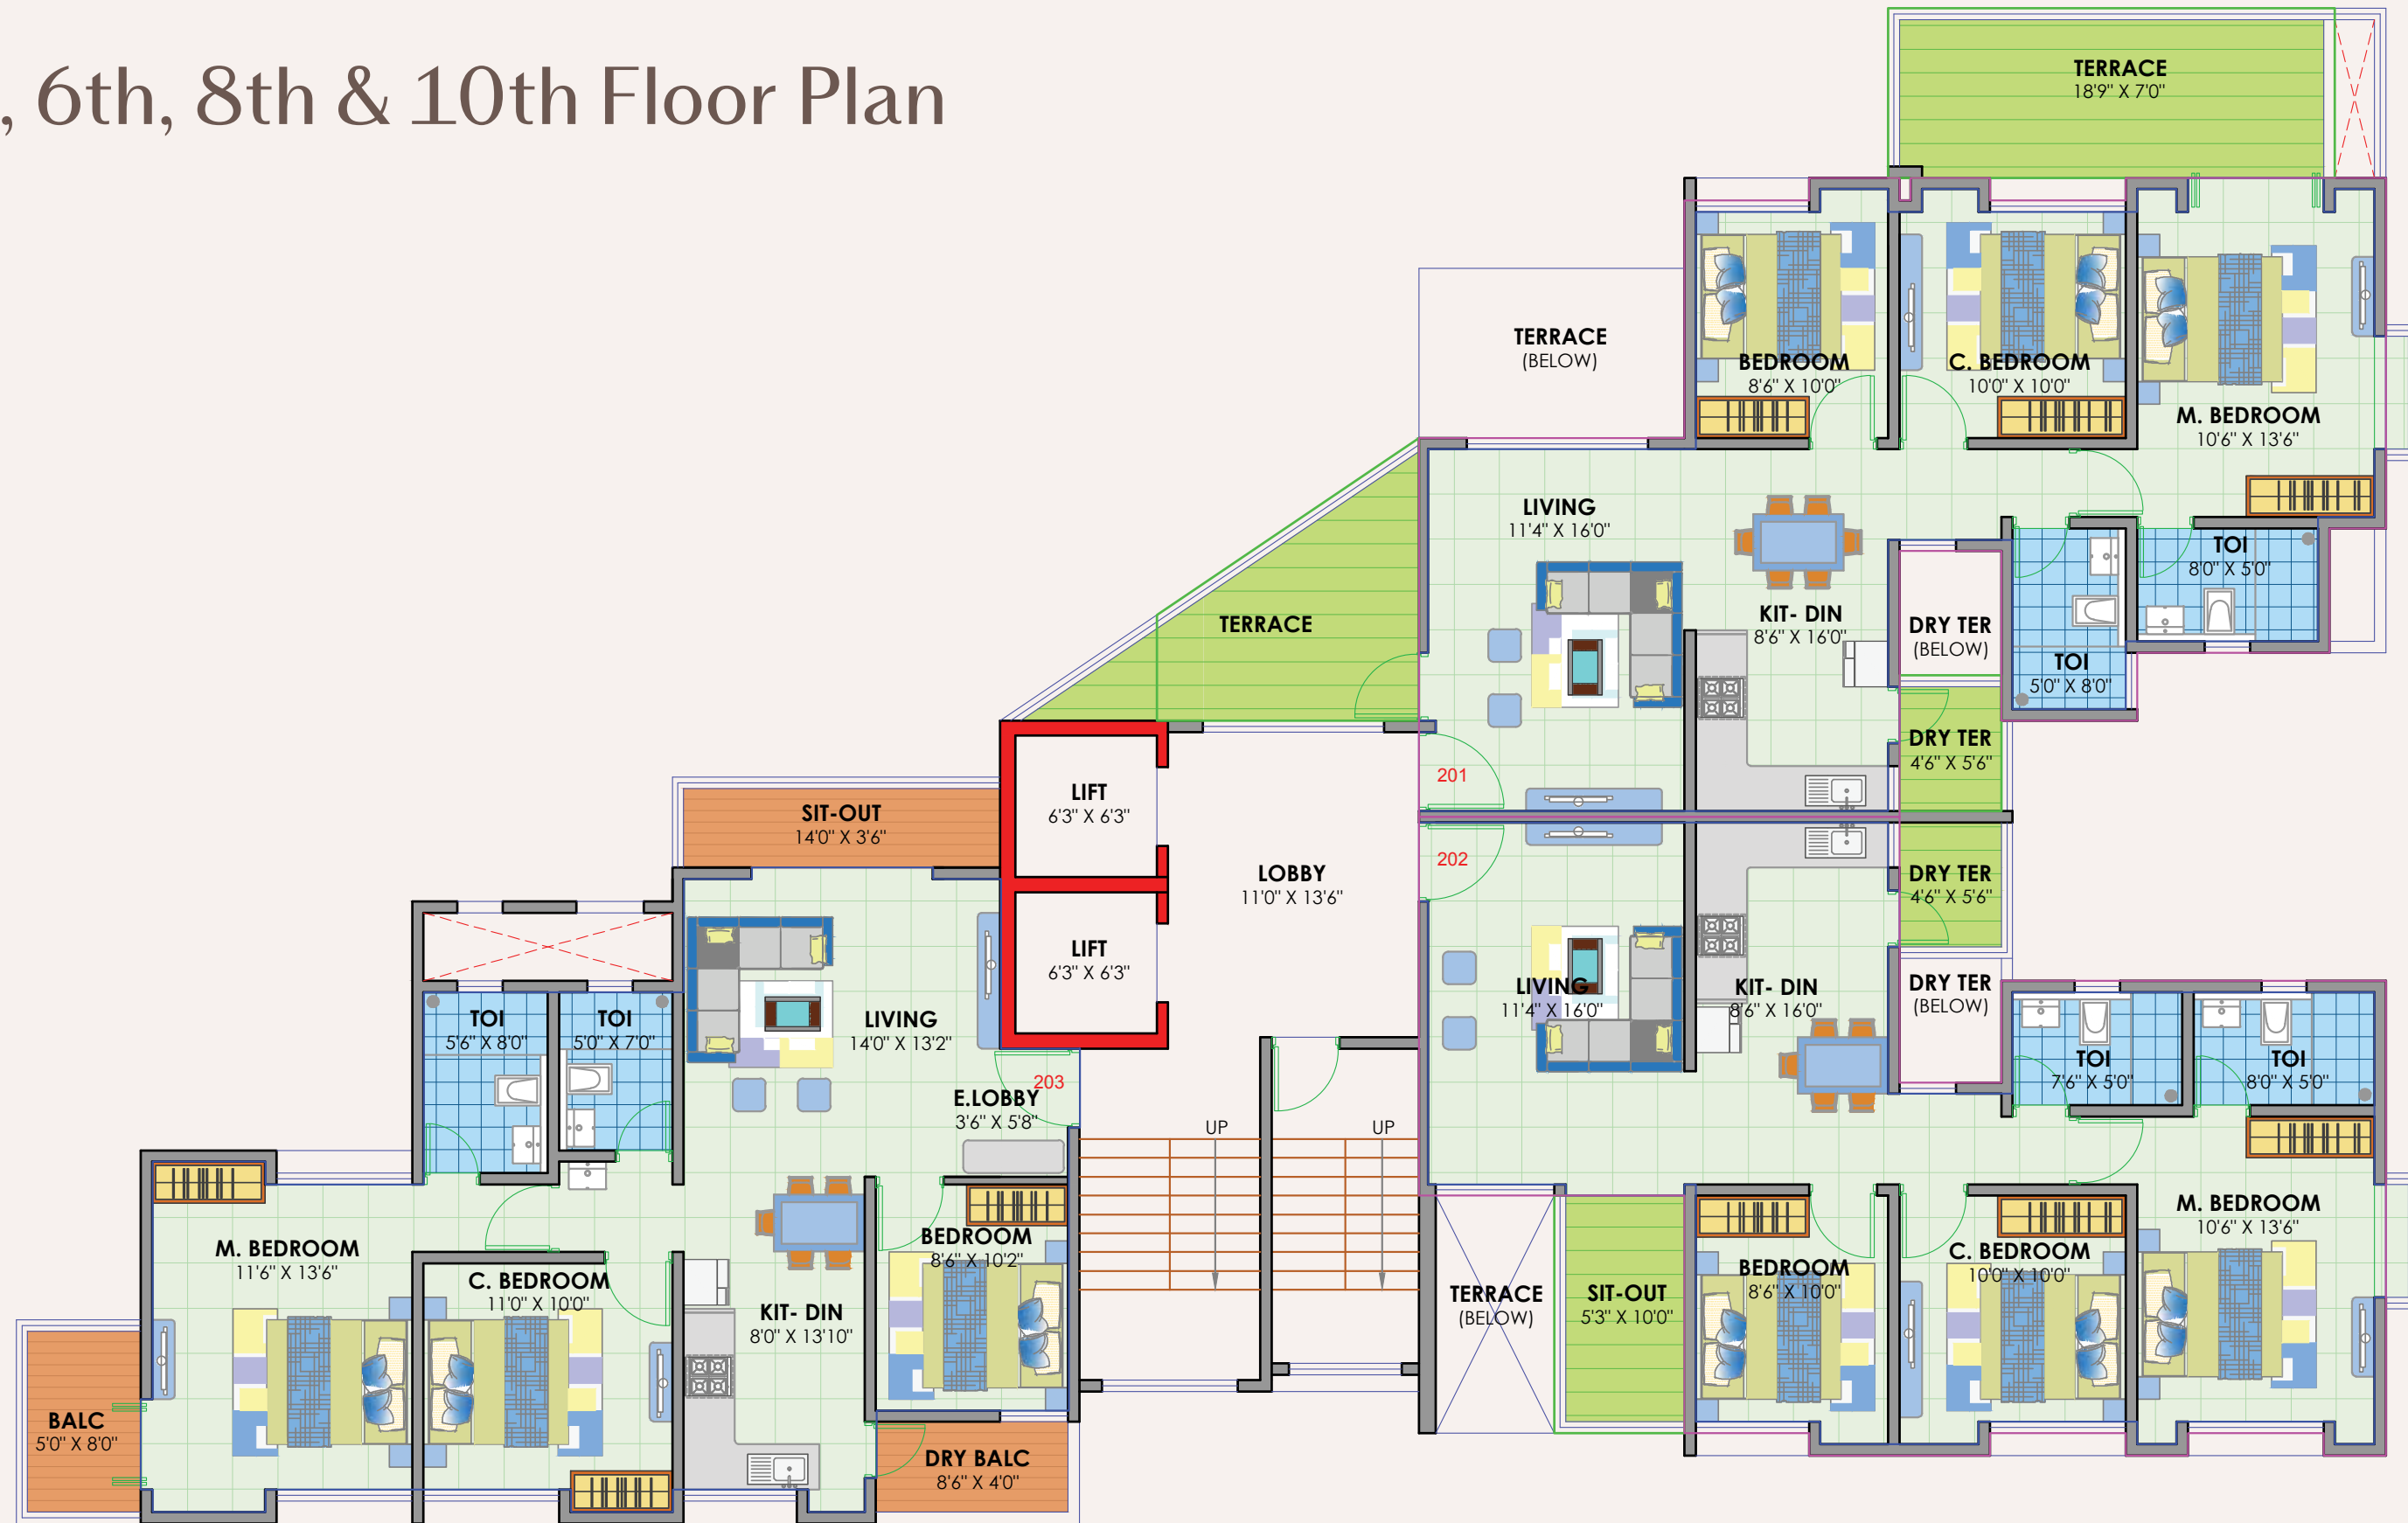 , 6th, 8th & 10th Floor Plan
TERRACE
18'9" X 7'0"
TERRACE
(BELOW)
BEDROOM
8'6" X 10'0"
C. BEDROOM
10'0" X 10'0"
M. BEDROOM
10'6" X 13'6"
LIVING
11'4" X 16'0"
TERRACE
KIT- DIN
8'6" X 16'0"
DRY TER
(BELOW)
TOI
8'0" X 5'0"
TOI
5'0" X 8'0"
DRY TER
4'6" X 5'6"
201
LIFT
6'3" X 6'3"
SIT-OUT
14'0" X 3'6"
LOBBY
11'0" X 13'6"
202
DRY TER
4'6" X 5'6"
LIFT
6'3" X 6'3"
LIVING
11'4" X 16'0"
KIT- DIN
8'6" X 16'0"
DRY TER
(BELOW)
TOI
5'6" X 8'0"
TOI
5'0" X 7'0"
LIVING
14'0" X 13'2"
TOI
7'6" X 5'0"
TOI
8'0" X 5'0"
203
E.LOBBY
3'6" X 5'8"
UP
UP
M. BEDROOM
11'6" X 13'6"
C. BEDROOM
11'0" X 10'0"
BEDROOM
8'6" X 10'2"
KIT- DIN
8'0" X 13'10"
TERRACE
(BELOW)
SIT-OUT
5'3" X 10'0"
BEDROOM
8'6" X 10'0"
C. BEDROOM
10'0" X 10'0"
M. BEDROOM
10'6" X 13'6"
BALC
5'0" X 8'0"
DRY BALC
8'6" X 4'0"